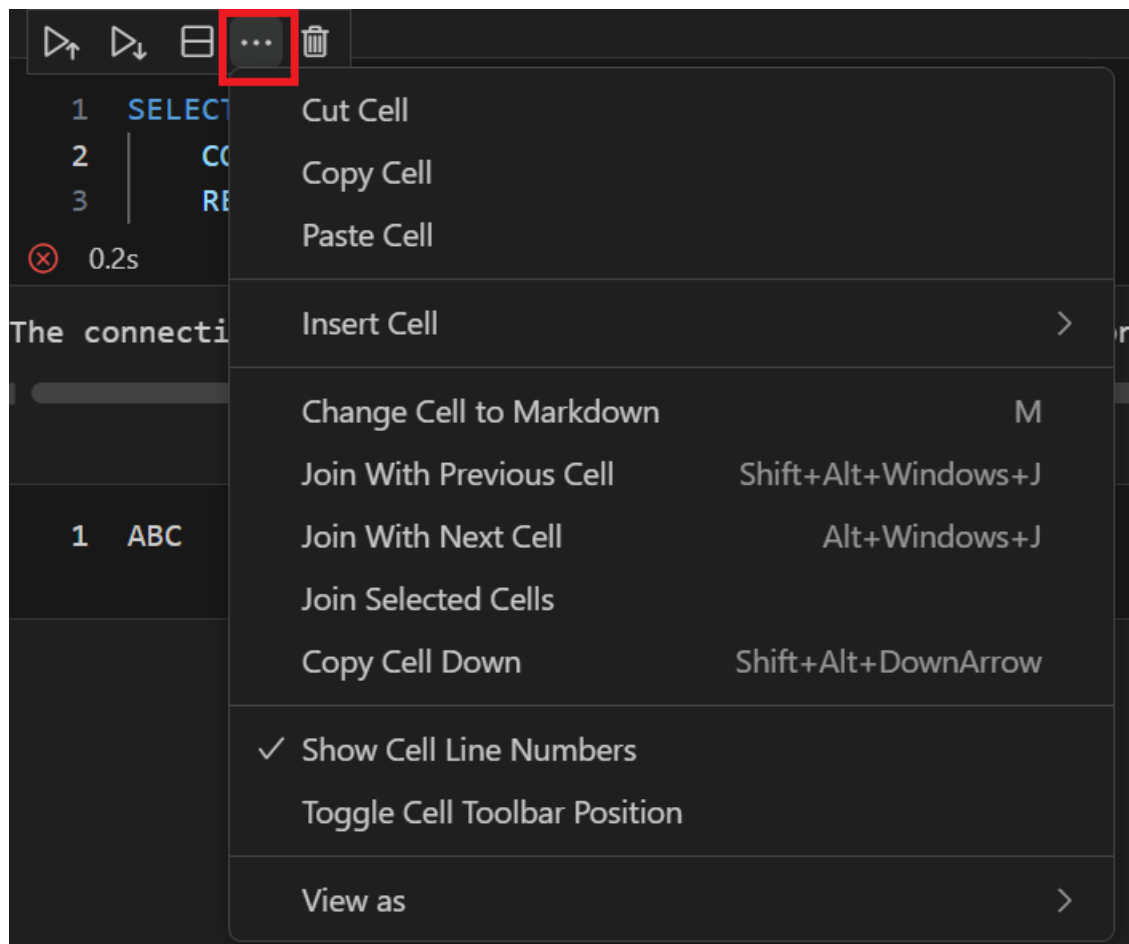 1 SELECT
2 CO
3 RE
0.2s
The connecti
1 ABC
Cut Cell
Copy Cell
Paste Cell
Insert Cell
Change Cell to Markdown M
Join With Previous Cell Shift+Alt+Windows+J
Join With Next Cell Alt+Windows+J
Join Selected Cells
Copy Cell Down Shift+Alt+DownArrow
Show Cell Line Numbers
Toggle Cell Toolbar Position
View as